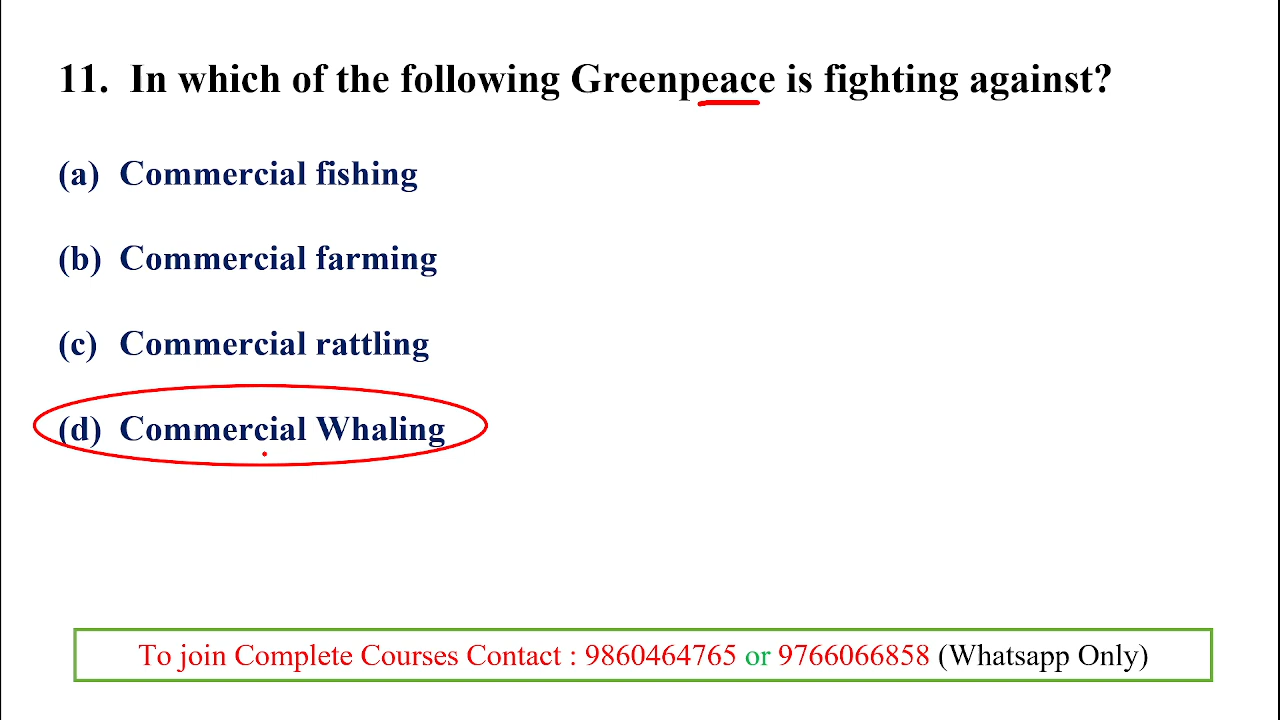 11. In which of the following Greenpeace is fighting against?
(a) Commercial fishing
(b) Commercial farming
(c) Commercial rattling
(d) Commercial Whaling
To join Complete Courses Contact : 9860464765 or 9766066858 (Whatsapp Only)